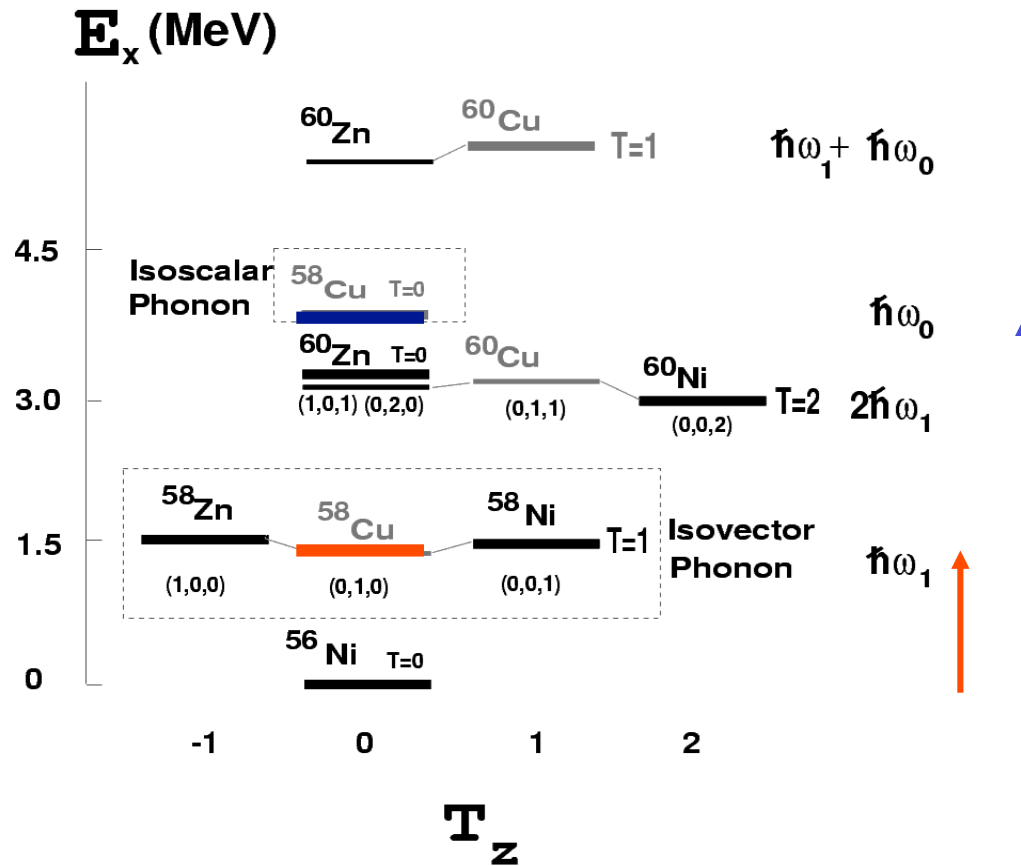 Eₓ (MeV)
⁶⁰Zn ⁶⁰Cu T=1 ħω₁ + ħω₀
4.5
Isoscalar Phonon
⁵⁸Cu T=0 ħω₀
⁶⁰Zn T=0 ⁶⁰Cu ⁶⁰Ni
3.0 (1,0,1) (0,2,0) (0,1,1) (0,0,2) T=2 2ħω₁
⁵⁸Zn ⁵⁸Cu ⁵⁸Ni
1.5 T=1 Isovector Phonon ħω₁
(1,0,0) (0,1,0) (0,0,1)
⁵⁶Ni T=0
0
-1 0 1 2
T_z